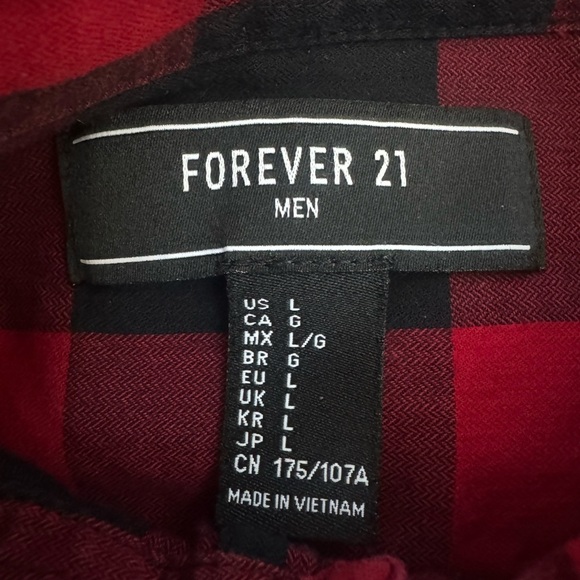 FOREVER 21
MEN
US L
CA G
MX L/G
BR G
EU L
UK L
KR L
JP L
CN 175/107A
MADE IN VIETNAM